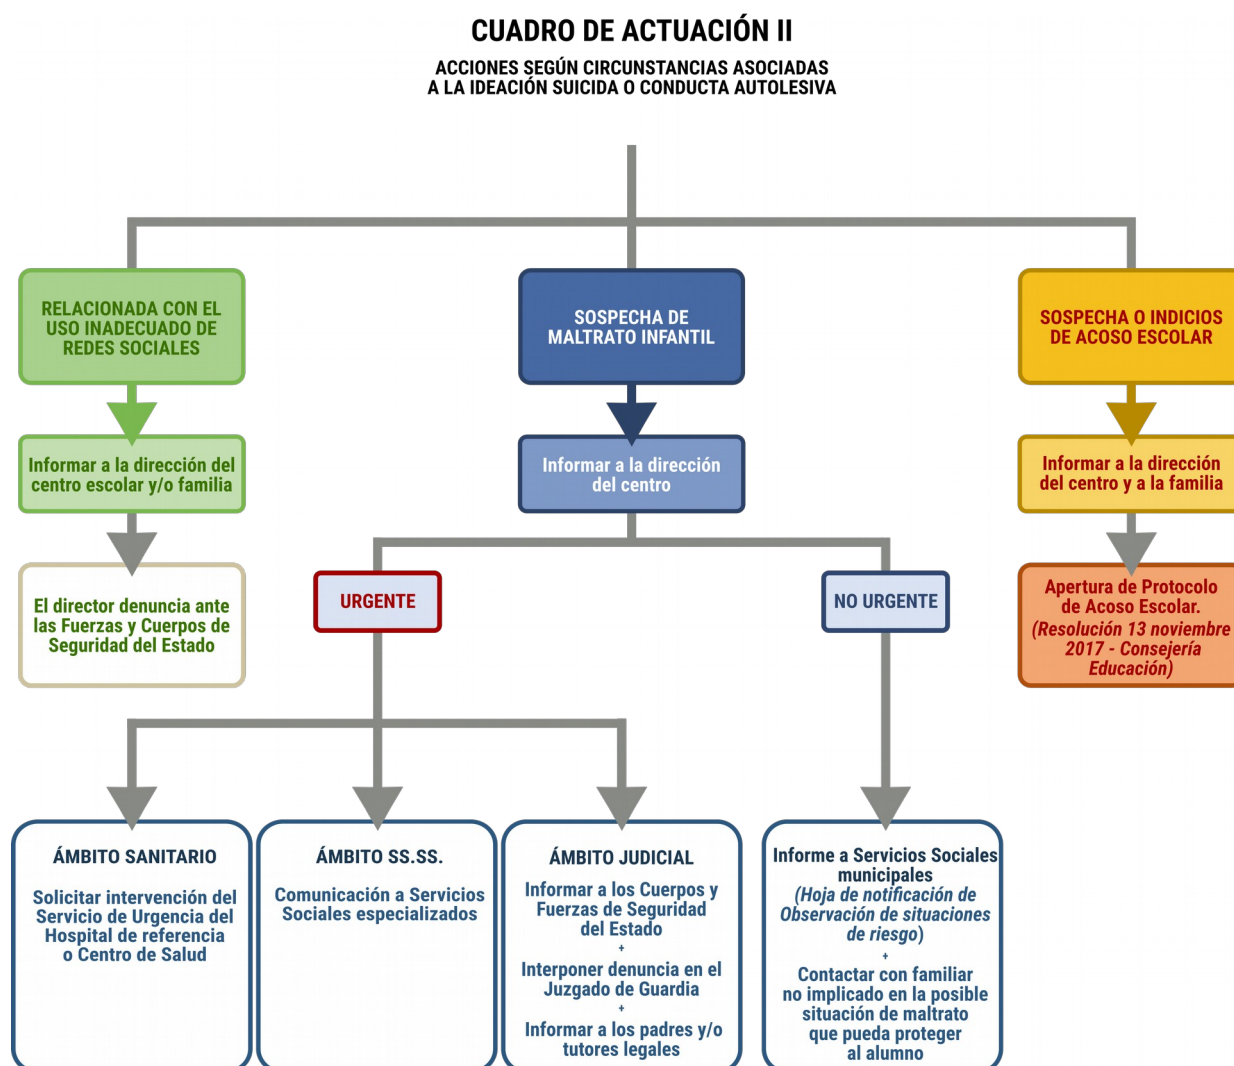 CUADRO DE ACTUACIÓN II
ACCIONES SEGÚN CIRCUNSTANCIAS ASOCIADAS
A LA IDEACIÓN SUICIDA O CONDUCTA AUTOLESIVA
RELACIONADA CON EL
USO INADECUADO DE
REDES SOCIALES
SOSPECHA DE
MALTRATO INFANTIL
SOSPECHA O INDICIOS
DE ACOSO ESCOLAR
Informar a la dirección del
centro escolar y/o familia
Informar a la dirección
del centro
Informar a la dirección
del centro y a la familia
El director denuncia ante
las Fuerzas y Cuerpos de
Seguridad del Estado
URGENTE
NO URGENTE
Apertura de Protocolo
de Acoso Escolar.
(Resolución 13 noviembre
2017 - Consejería
Educación)
ÁMBITO SANITARIO
Solicitar intervención del
Servicio de Urgencia del
Hospital de referencia
o Centro de Salud
ÁMBITO SS.SS.
Comunicación a Servicios
Sociales especializados
ÁMBITO JUDICIAL
Informar a los Cuerpos y
Fuerzas de Seguridad
del Estado
+
Interponer denuncia en el
Juzgado de Guardia
+
Informar a los padres y/o
tutores legales
Informe a Servicios Sociales
municipales
(Hoja de notificación de
Observación de situaciones
de riesgo)
+
Contactar con familiar
no implicado en la posible
situación de maltrato
que pueda proteger
al alumno